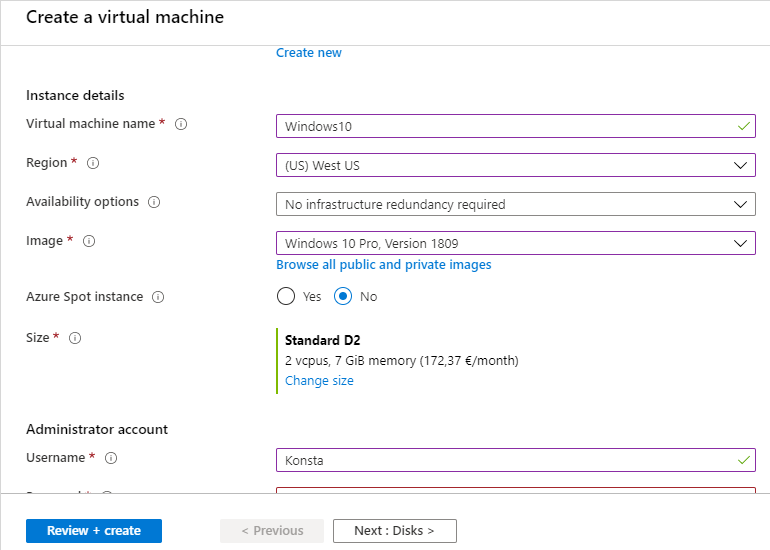 Create a virtual machine
Create new
Instance details
Virtual machine name *
Windows10
Region *
(US) West US
Availability options
No infrastructure redundancy required
Image *
Windows 10 Pro, Version 1809
Browse all public and private images
Azure Spot instance
Yes No
Size *
Standard D2
2 vcpus, 7 GiB memory (172,37 €/month)
Change size
Administrator account
Username *
Konsta
Review + create
< Previous
Next : Disks >